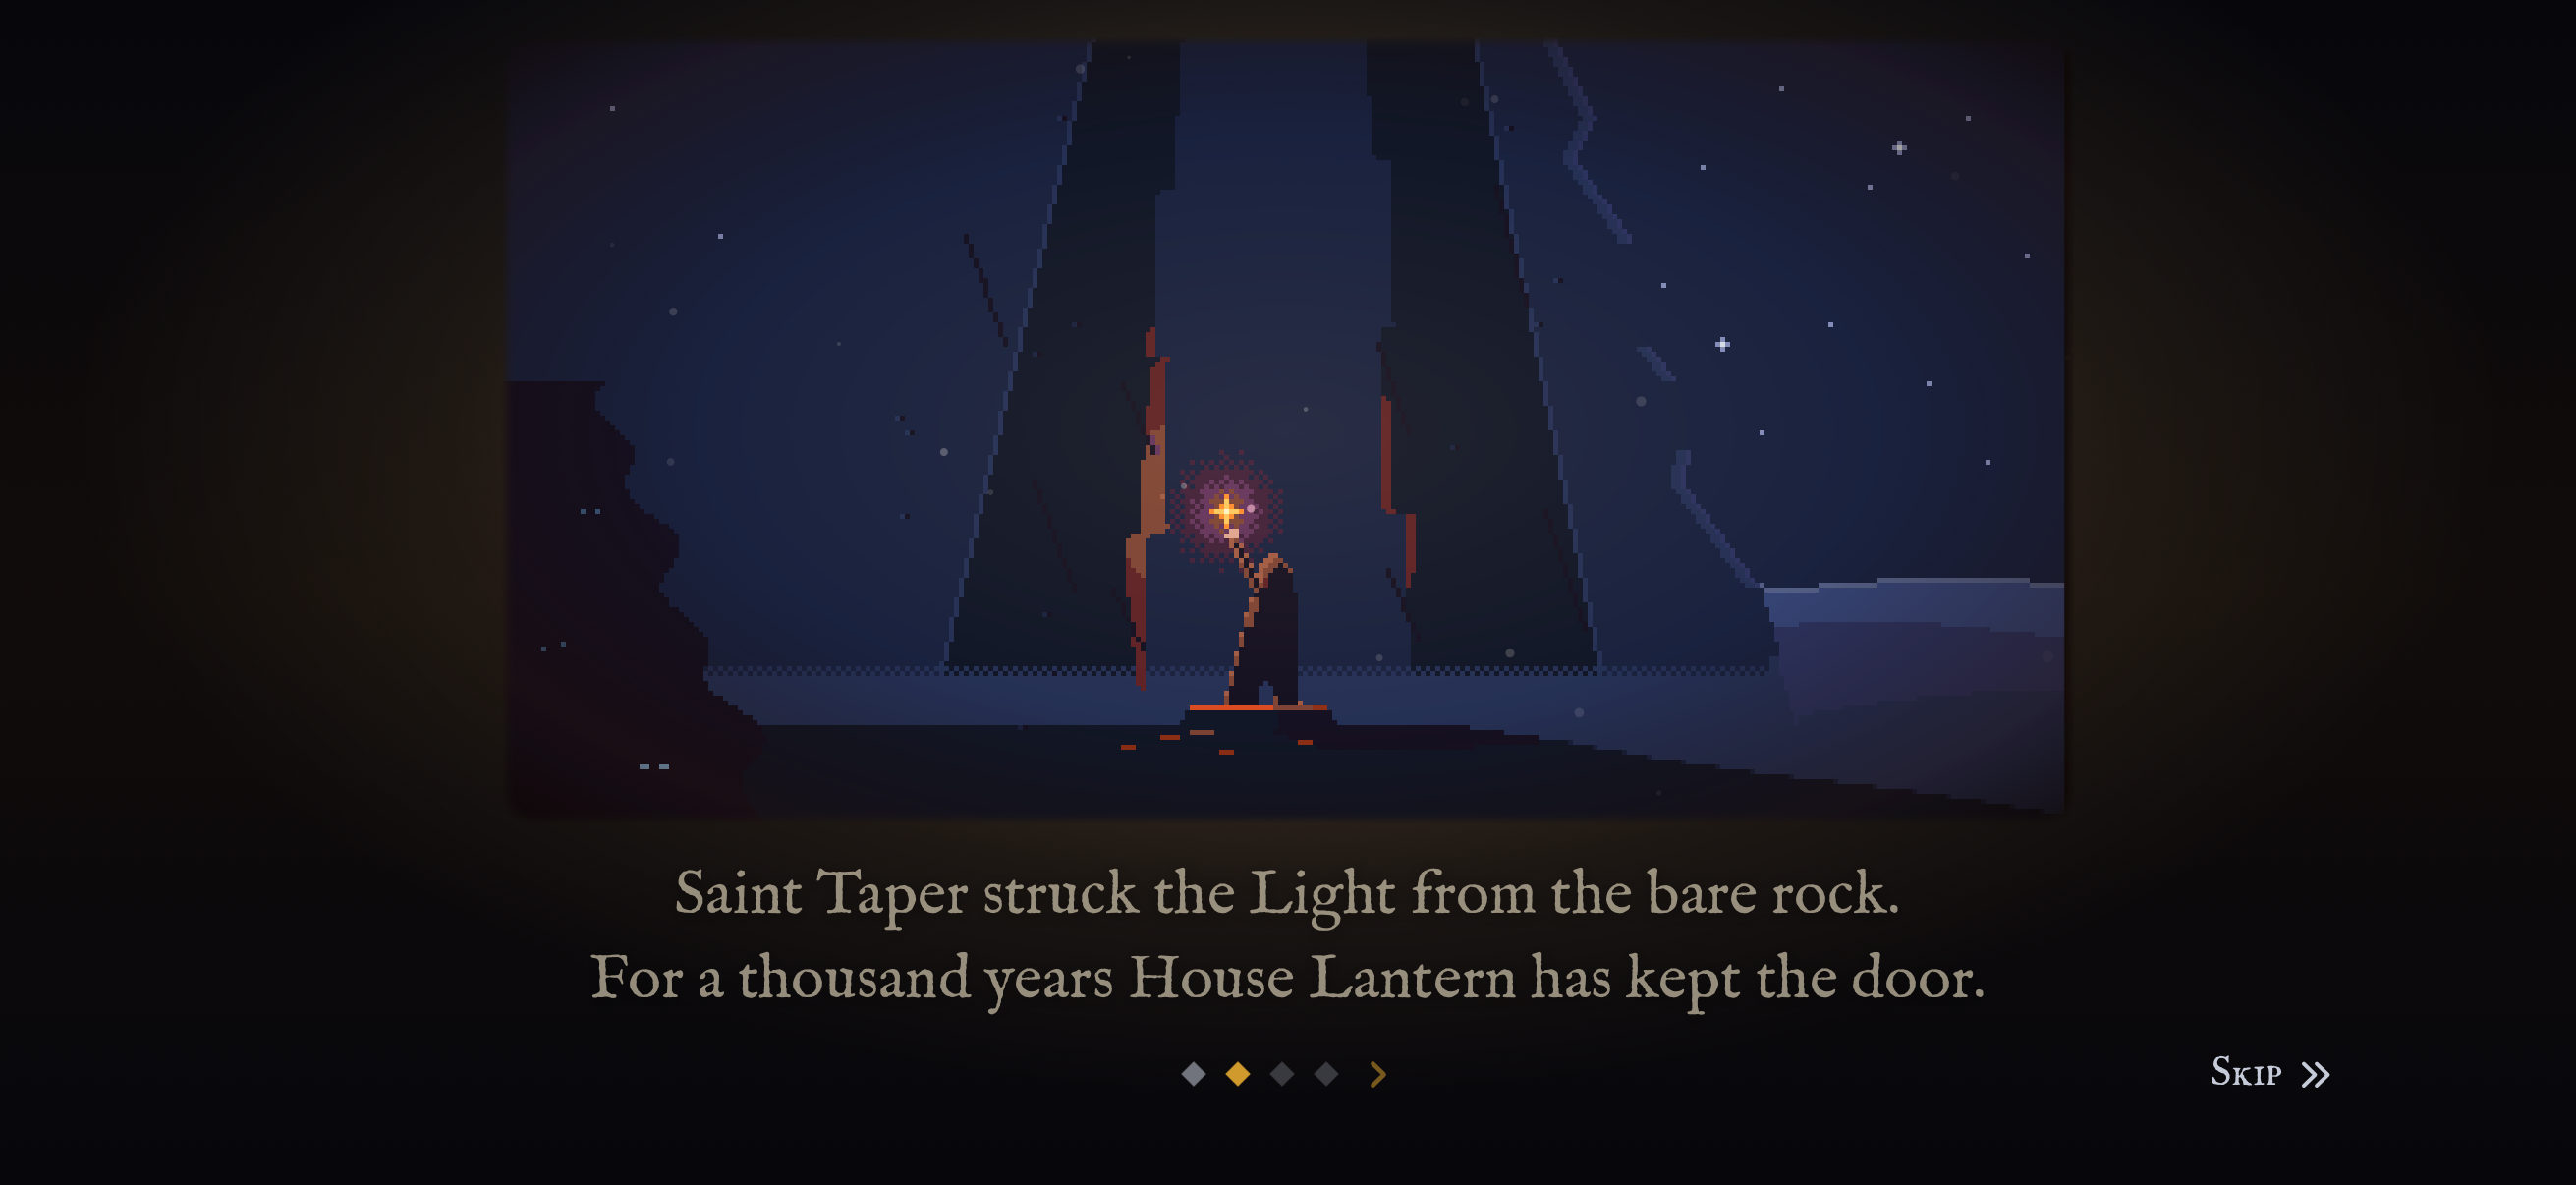 Saint Taper struck the Light from the bare rock.
For a thousand years House Lantern has kept the door.
Skip